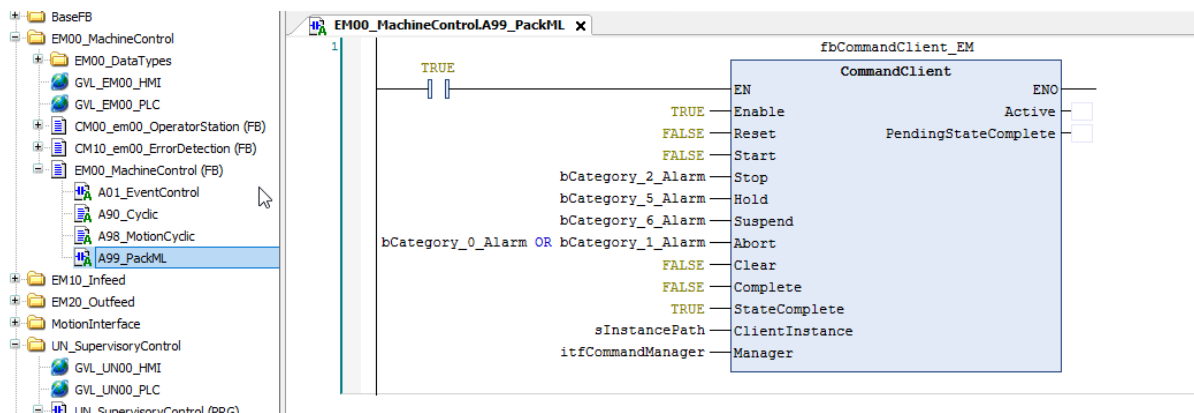 BaseFB
EM00_MachineControl
EM00_DataTypes
GVL_EM00_HMI
GVL_EM00_PLC
CM00_em00_OperatorStation (FB)
CM10_em00_ErrorDetection (FB)
EM00_MachineControl (FB)
A01_EventControl
A90_Cyclic
A98_MotionCyclic
A99_PackML
EM10_Infeed
EM20_Outfeed
MotionInterface
UN_SupervisoryControl
GVL_UN00_HMI
GVL_UN00_PLC
UN_SupervisoryControl (PRG)
EM00_MachineControl.A99_PackML X
1
fbCommandClient_EM
TRUE
CommandClient
EN ENO
TRUE Enable Active
FALSE Reset PendingStateComplete
FALSE Start
bCategory_2_Alarm Stop
bCategory_5_Alarm Hold
bCategory_6_Alarm Suspend
bCategory_0_Alarm OR bCategory_1_Alarm Abort
FALSE Clear
FALSE Complete
TRUE StateComplete
sInstancePath ClientInstance
itfCommandManager Manager